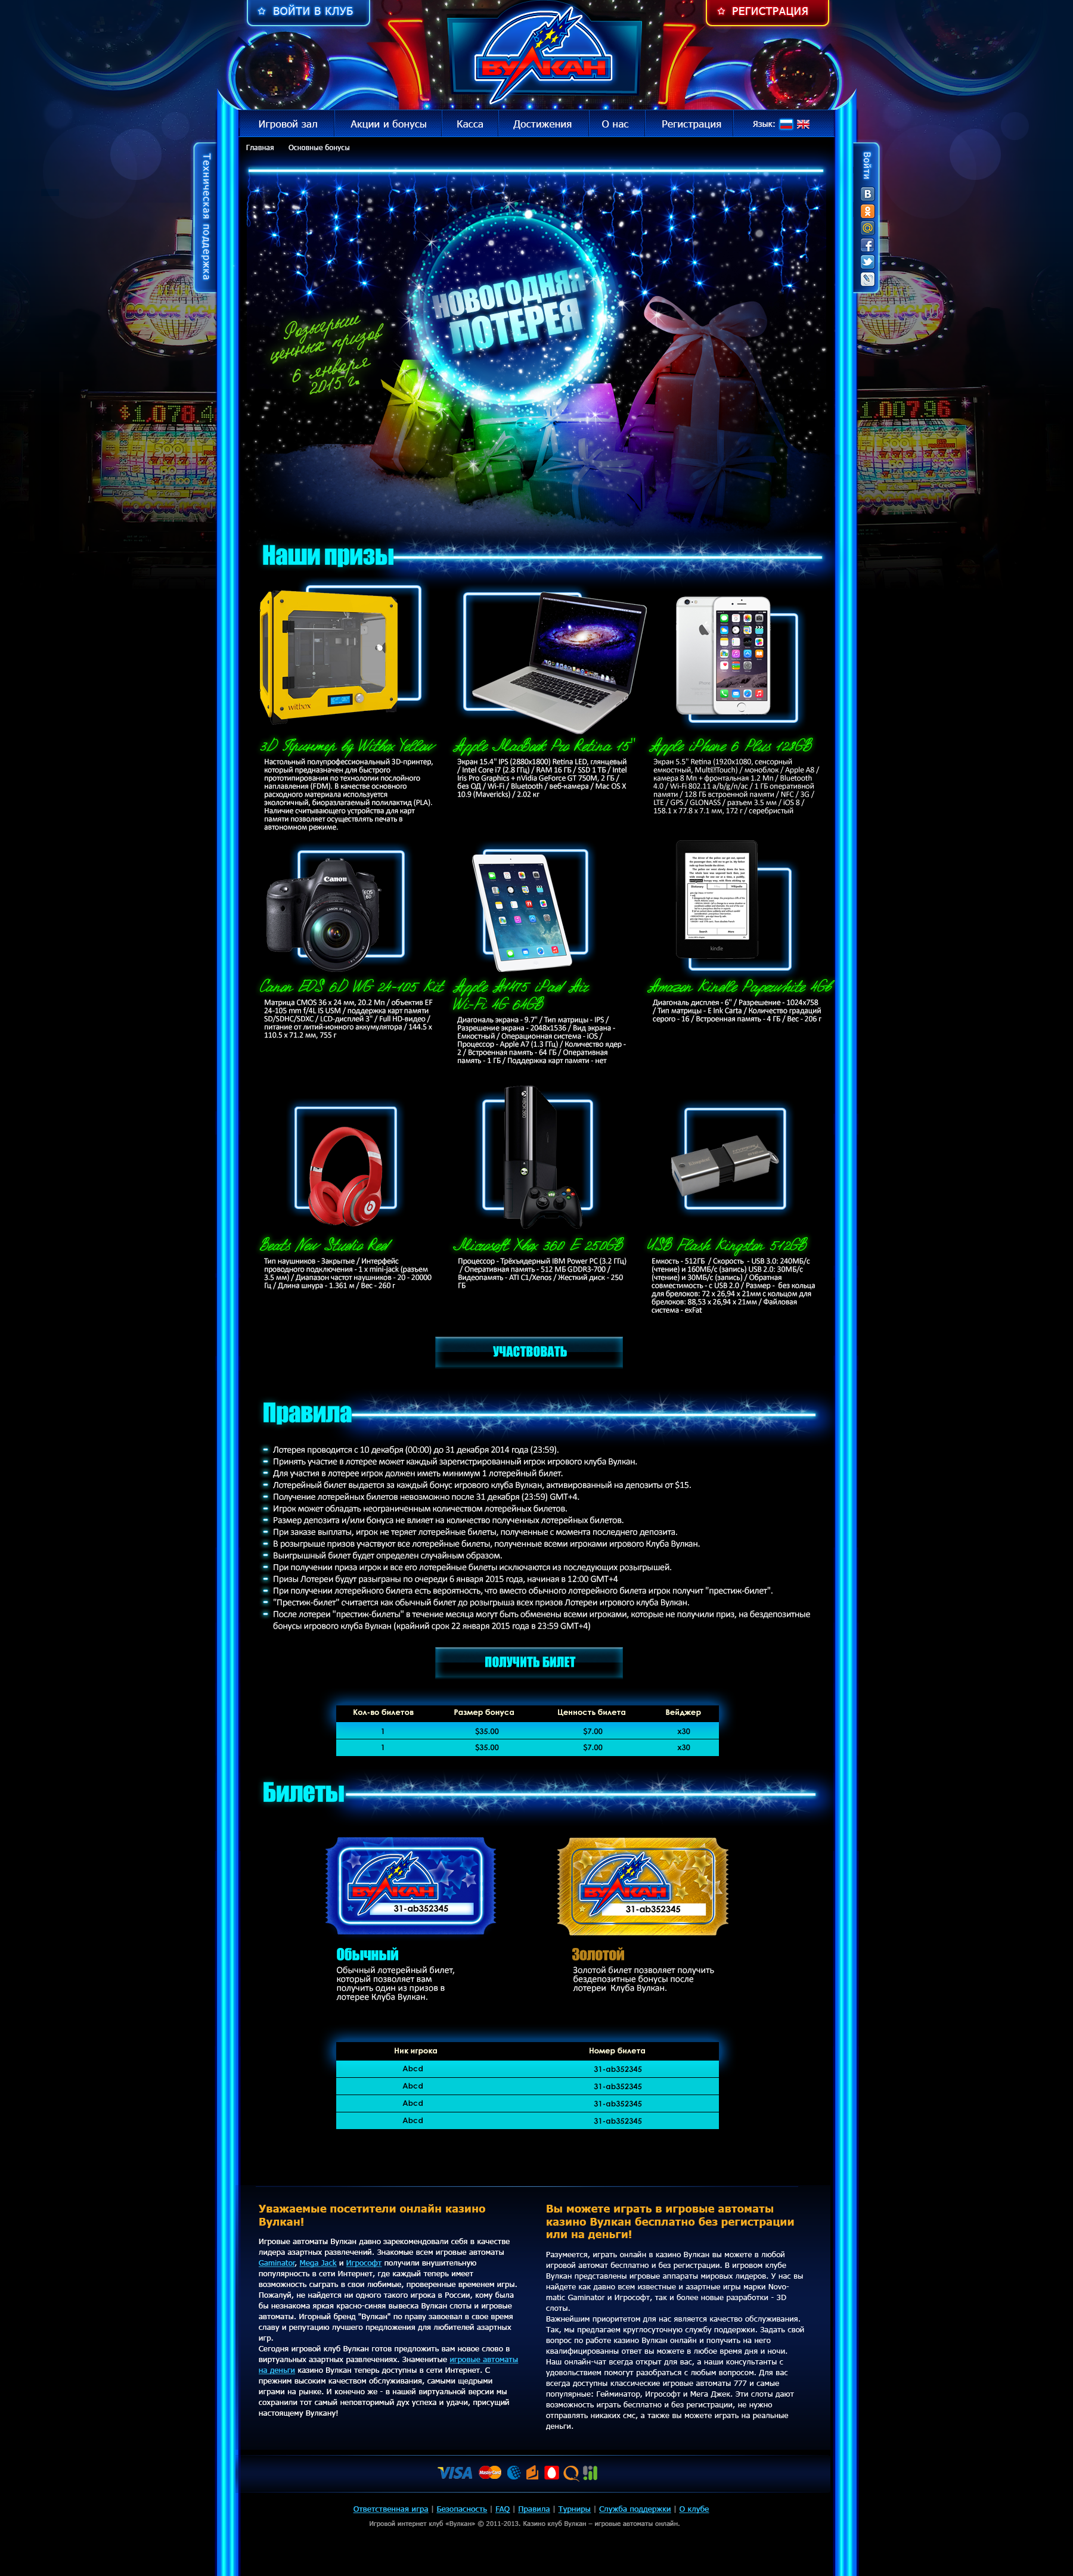 ВОЙТИ В КЛУБ
РЕГИСТРАЦИЯ
ВУЛКАН
Игровой зал
Акции и бонусы
Касса
Достижения
О нас
Регистрация
Язык:
Главная
Основные бонусы
Техническая поддержка
Войти
$1,078.4
1,007.96
НОВОГОДНЯЯ
ЛОТЕРЕЯ
Розыгрыш
ценных призов
6 января
2015 г.
Наши призы
witbox
3D Принтер by Witbox Yellow
Настольный полупрофессиональный 3D-принтер,
который предназначен для быстрого
прототипирования по технологии послойного
наплавления (FDM). В качестве основного
расходного материала используется
экологичный, биоразлагаемый полилактид (PLA).
Наличие считывающего устройства для карт
памяти позволяет осуществлять печать в
автономном режиме.
Apple MacBook Pro Retina 15"
Экран 15.4" IPS (2880x1800) Retina LED, глянцевый
/ Intel Core i7 (2.8 ГГц) / RAM 16 ГБ / SSD 1 ТБ / Intel
Iris Pro Graphics + nVidia GeForce GT 750M, 2 ГБ /
без ОД / Wi-Fi / Bluetooth / веб-камера / Mac OS X
10.9 (Mavericks) / 2.02 кг
Apple iPhone 6 Plus 128GB
Экран 5.5" Retina (1920x1080, сенсорный
емкостный, MultiTouch) / моноблок / Apple A8 /
камера 8 Мп + фронтальная 1.2 Мп / Bluetooth
4.0 / Wi-Fi 802.11 a/b/g/n/ac / 1 ГБ оперативной
памяти / 128 ГБ встроенной памяти / NFC / 3G /
LTE / GPS / GLONASS / разъем 3.5 мм / iOS 8 /
158.1 x 77.8 x 7.1 мм, 172 г / серебристый
Canon
EOS
6D
Canon EOS 6D WG 24-105 Kit
Матрица CMOS 36 x 24 мм, 20.2 Мп / объектив EF
24-105 mm f/4L IS USM / поддержка карт памяти
SD/SDHC/SDXC / LCD-дисплей 3" / Full HD-видео /
питание от литий-ионного аккумулятора / 144.5 x
110.5 x 71.2 мм, 755 г
Apple A1475 iPad Air
Wi-Fi 4G 64GB
Диагональ экрана - 9.7" / Тип матрицы - IPS /
Разрешение экрана - 2048x1536 / Вид экрана -
Емкостный / Операционная система - iOS /
Процессор - Apple A7 (1.3 ГГц) / Количество ядер -
2 / Встроенная память - 64 ГБ / Оперативная
память - 1 ГБ / Поддержка карт памяти - нет
kindle
Amazon Kindle Paperwhite 4Gb
Диагональ дисплея - 6" / Разрешение - 1024x758
/ Тип матрицы - E Ink Carta / Количество градаций
серого - 16 / Встроенная память - 4 ГБ / Вес - 206 г
Beats New Studio Red
Тип наушников - Закрытые / Интерфейс
проводного подключения - 1 x mini-jack (разъем
3.5 мм) / Диапазон частот наушников - 20 - 20000
Гц / Длина шнура - 1.361 м / Вес - 260 г
Microsoft Xbox 360 E 250GB
Процессор - Трёхъядерный IBM Power PC (3.2 ГГц)
/ Оперативная память - 512 МБ GDDR3-700 /
Видеопамять - ATI C1/Xenos / Жесткий диск - 250
ГБ
USB Flash Kingston 512GB
Емкость - 512ГБ / Скорость - USB 3.0: 240МБ/с
(чтение) и 160МБ/с (запись) USB 2.0: 30МБ/с
(чтение) и 30МБ/с (запись) / Обратная
совместимость - с USB 2.0 / Размер - без кольца
для брелоков: 72 x 26,94 x 21мм с кольцом для
брелоков: 88,53 x 26,94 x 21мм / Файловая
система - exFat
УЧАСТВОВАТЬ
Правила
Лотерея проводится с 10 декабря (00:00) до 31 декабря 2014 года (23:59).
Принять участие в лотерее может каждый зарегистрированный игрок игрового клуба Вулкан.
Для участия в лотерее игрок должен иметь минимум 1 лотерейный билет.
Лотерейный билет выдается за каждый бонус игрового клуба Вулкан, активированный на депозиты от $15.
Получение лотерейных билетов невозможно после 31 декабря (23:59) GMT+4.
Игрок может обладать неограниченным количеством лотерейных билетов.
Размер депозита и/или бонуса не влияет на количество полученных лотерейных билетов.
При заказе выплаты, игрок не теряет лотерейные билеты, полученные с момента последнего депозита.
В розыгрыше призов участвуют все лотерейные билеты, полученные всеми игроками игрового Клуба Вулкан.
Выигрышный билет будет определен случайным образом.
При получении приза игрок и все его лотерейные билеты исключаются из последующих розыгрышей.
Призы Лотереи будут разыграны по очереди 6 января 2015 года, начиная в 12:00 GMT+4
При получении лотерейного билета есть вероятность, что вместо обычного лотерейного билета игрок получит "престиж-билет".
"Престиж-билет" считается как обычный билет до розыгрыша всех призов Лотереи игрового клуба Вулкан.
После лотереи "престиж-билеты" в течение месяца могут быть обменены всеми игроками, которые не получили приз, на бездепозитные
бонусы игрового клуба Вулкан (крайний срок 22 января 2015 года в 23:59 GMT+4)
ПОЛУЧИТЬ БИЛЕТ
Кол-во билетов Размер бонуса Ценность билета Вейджер
1 $35.00 $7.00 x30
1 $35.00 $7.00 x30
Билеты
ВУЛКАН
31-ab352345
ВУЛКАН
31-ab352345
Обычный
Обычный лотерейный билет,
который позволяет вам
получить один из призов в
лотерее Клуба Вулкан.
Золотой
Золотой билет позволяет получить
бездепозитные бонусы после
лотереи Клуба Вулкан.
Ник игрока Номер билета
Abcd 31-ab352345
Abcd 31-ab352345
Abcd 31-ab352345
Abcd 31-ab352345
Уважаемые посетители онлайн казино
Вулкан!
Игровые автоматы Вулкан давно зарекомендовали себя в качестве
лидера азартных развлечений. Знакомые всем игровые автоматы
Gaminator, Mega Jack и Игрософт получили внушительную
популярность в сети Интернет, где каждый теперь имеет
возможность сыграть в свои любимые, проверенные временем игры.
Пожалуй, не найдется ни одного такого игрока в России, кому была
бы незнакома яркая красно-синяя вывеска Вулкан слоты и игровые
автоматы. Игорный бренд "Вулкан" по праву завоевал в свое время
славу и репутацию лучшего предложения для любителей азартных
игр.
Сегодня игровой клуб Вулкан готов предложить вам новое слово в
виртуальных азартных развлечениях. Знаменитые игровые автоматы
на деньги казино Вулкан теперь доступны в сети Интернет. С
прежним высоким качеством обслуживания, самыми щедрыми
играми на рынке. И конечно же - в нашей виртуальной версии мы
сохранили тот самый неповторимый дух успеха и удачи, присущий
настоящему Вулкану!
Вы можете играть в игровые автоматы
казино Вулкан бесплатно без регистрации
или на деньги!
Разумеется, играть онлайн в казино Вулкан вы можете в любой
игровой автомат бесплатно и без регистрации. В игровом клубе
Вулкан представлены игровые аппараты мировых лидеров. У нас вы
найдете как давно всем известные и азартные игры марки Novo-
matic Gaminator и Игрософт, так и более новые разработки - 3D
слоты.
Важнейшим приоритетом для нас является качество обслуживания.
Так, мы предлагаем круглосуточную службу поддержки. Задать свой
вопрос по работе казино Вулкан онлайн и получить на него
квалифицированны ответ вы можете в любое время дня и ночи.
Наш онлайн-чат всегда открыт для вас, а наши консультанты с
удовольствием помогут разобраться с любым вопросом. Для вас
всегда доступны классические игровые автоматы 777 и самые
популярные: Гейминатор, Игрософт и Мега Джек. Эти слоты дают
возможность играть бесплатно и без регистрации, не нужно
отправлять никаких смс, а также вы можете играть на реальные
деньги.
VISA MasterCard
Ответственная игра | Безопасность | FAQ | Правила | Турниры | Служба поддержки | О клубе
Игровой интернет клуб «Вулкан» © 2011-2013. Казино клуб Вулкан – игровые автоматы онлайн.